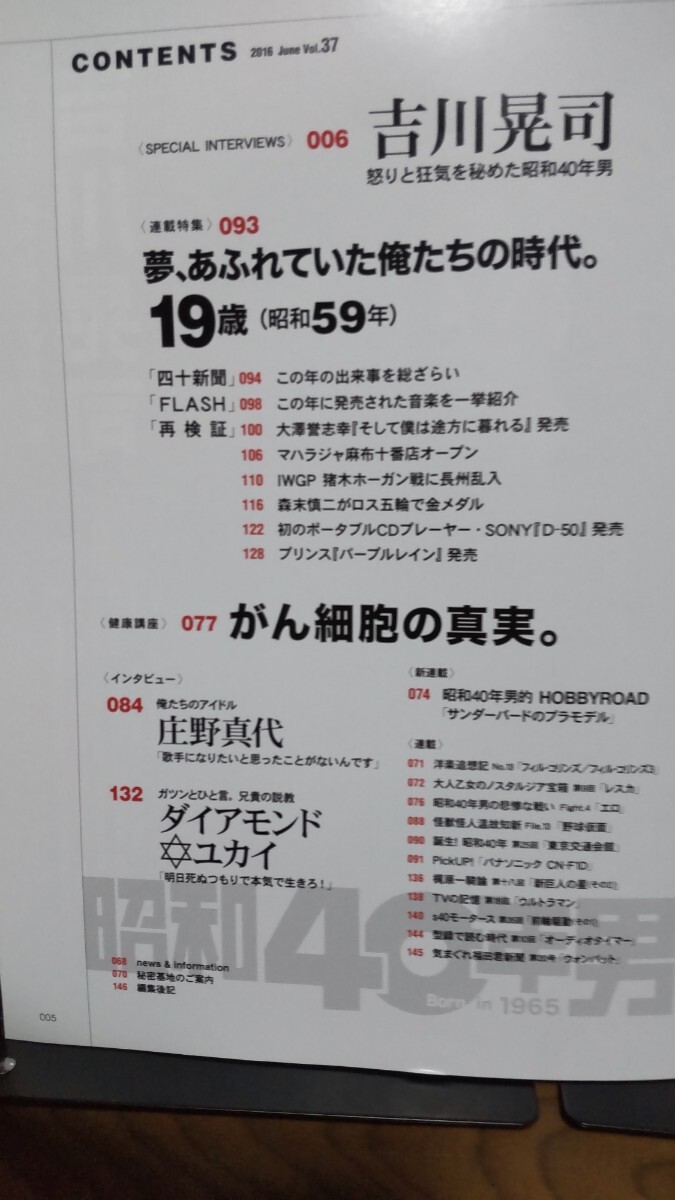 CONTENTS 2016 June Vol.37
〈SPECIAL INTERVIEWS〉 006 吉川晃司
怒りと狂気を秘めた昭和40年男
〈連載特集〉 093
夢、あふれていた俺たちの時代。
19歳（昭和59年）
「四十新聞」 094 この年の出来事を総ざらい
「FLASH」 098 この年に発売された音楽を一挙紹介
「再検証」 100 大澤誉志幸『そして僕は途方に暮れる』発売
106 マハラジャ麻布十番店オープン
110 IWGP 猪木ホーガン戦に長州乱入
116 森末慎二がロス五輪で金メダル
122 初のポータブルCDプレーヤー・SONY『D-50』発売
128 プリンス『パープルレイン』発売
〈健康講座〉 077 がん細胞の真実。
〈インタビュー〉
084 俺たちのアイドル
庄野真代
「歌手になりたいと思ったことがないんです」
132 ガツンとひと言。兄貴の説教
ダイアモンド
✡ユカイ
「明日死ぬつもりで本気で生きろ！」
〈新連載〉
074 昭和40年男的 HOBBYROAD
「サンダーバードのプラモデル」
〈連載〉
071 洋楽追想記 No.13「フィル・コリンズ/フィル・コリンズ3」
072 大人乙女のノスタルジア宝箱 「レスカ」
076 昭和40年男の悲惨な戦い Fight.4「エロ」
088 怪獣怪人温故知新 File.13「野球仮面」
090 誕生! 昭和40年 第25回「東京交通会館」
091 PickUP!「パナソニック CN-F1D」
136 梶原一騎論 第十八回「新巨人の星」
138 TVの記憶 第18回「ウルトラマン」
140 s40モータース 「前輪駆動」
144 型録で読む時代 「オーディオタイマー」
145 気まぐれ福田君新聞 「ウォンバット」
068 news & information
070 秘密基地のご案内
146 編集後記
昭和40年男
Born in 1965
005